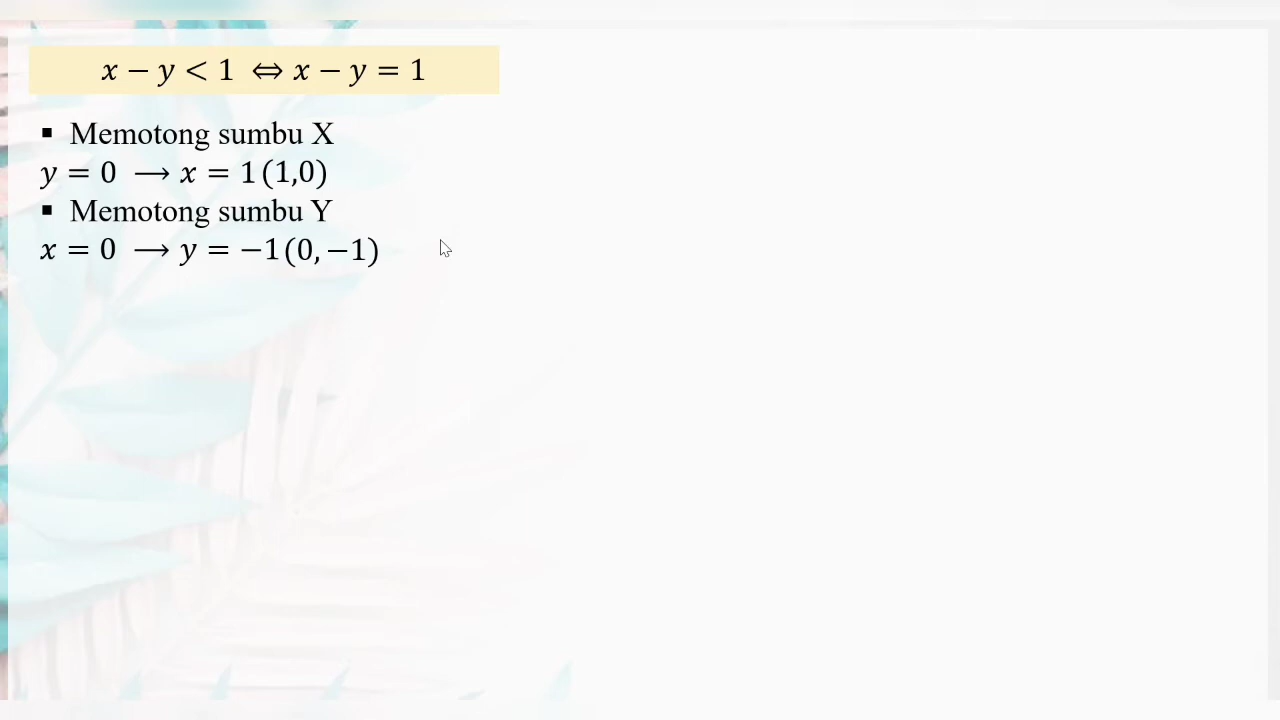 x − y < 1 ⇔ x − y = 1
▪ Memotong sumbu X
y = 0 ⟶ x = 1 (1,0)
▪ Memotong sumbu Y
x = 0 ⟶ y = −1 (0, −1)